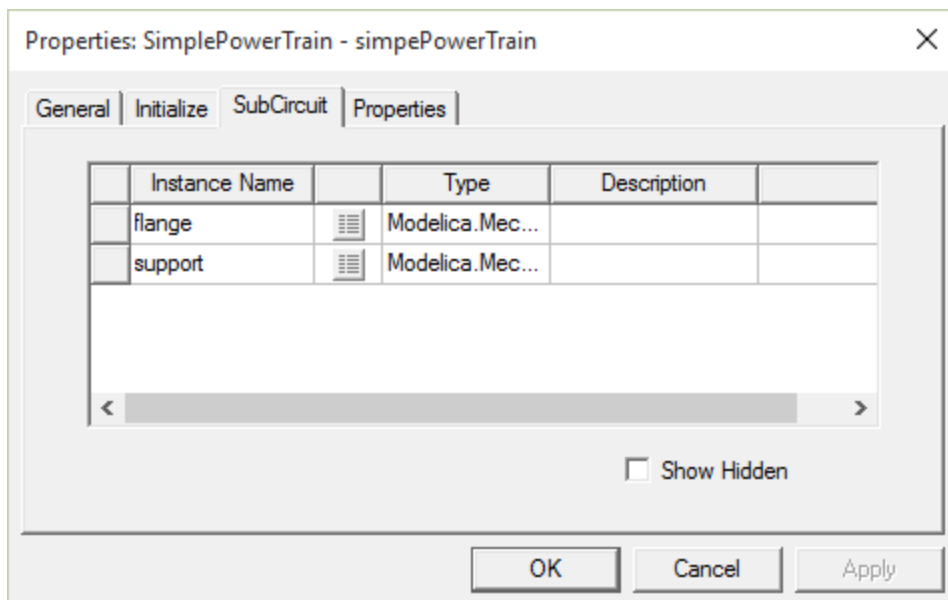 Properties: SimplePowerTrain - simpePowerTrain
General Initialize SubCircuit Properties
Instance Name Type Description
flange Modelica.Mec...
support Modelica.Mec...
Show Hidden
OK Cancel Apply